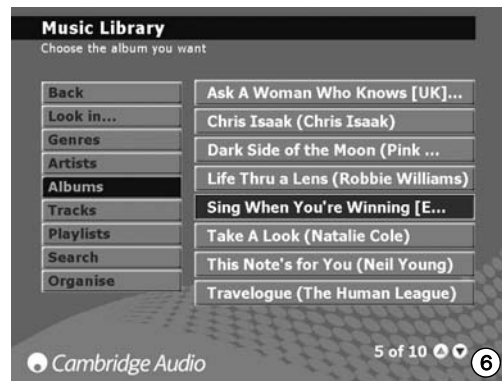 Music Library
Choose the album you want
Back
Look in...
Genres
Artists
Albums
Tracks
Playlists
Search
Organise
Ask A Woman Who Knows [UK]...
Chris Isaak (Chris Isaak)
Dark Side of the Moon (Pink ...
Life Thru a Lens (Robbie Williams)
Sing When You're Winning [E...
Take A Look (Natalie Cole)
This Note's for You (Neil Young)
Travelogue (The Human League)
5 of 10
Cambridge Audio
6